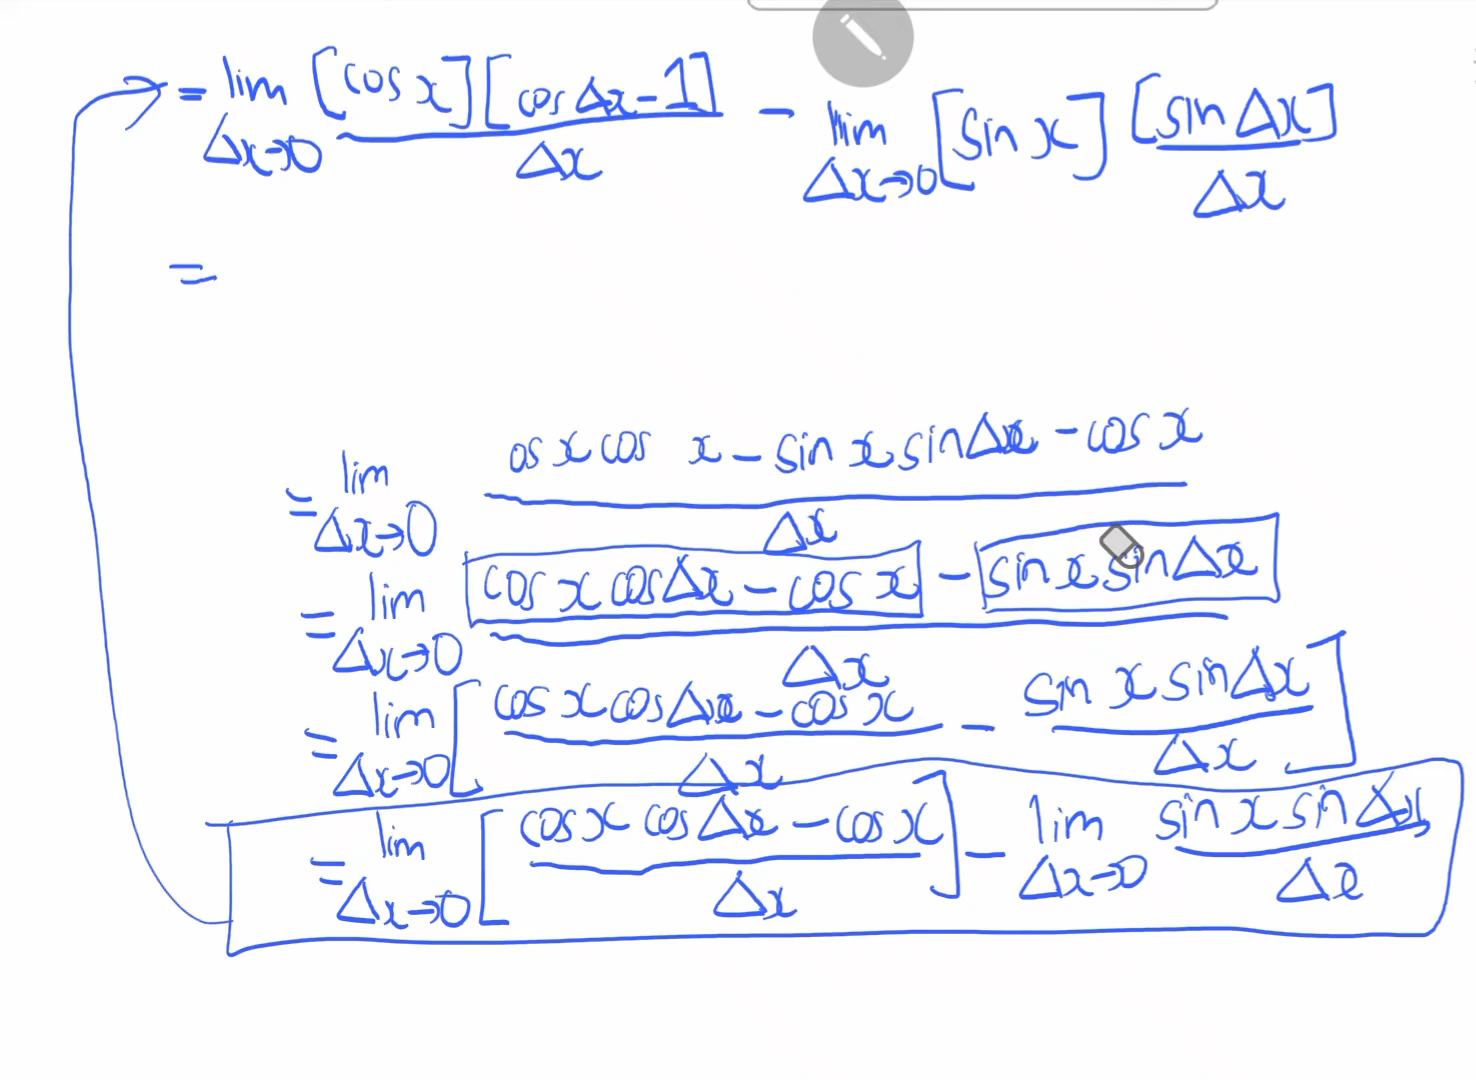 = lim Δx→0 [cos x][cos Δx − 1] / Δx − lim Δx→0 [sin x] [sin Δx] / Δx
=
= lim Δx→0 os x cos x − sin x sin Δx − cos x / Δx
= lim Δx→0 cos x cos Δx − cos x − sin x sin Δx / Δx
= lim Δx→0 [ cos x cos Δx − cos x / Δx − sin x sin Δx / Δx ]
= lim Δx→0 [ cos x cos Δx − cos x / Δx ] − lim Δx→0 sin x sin Δx / Δx